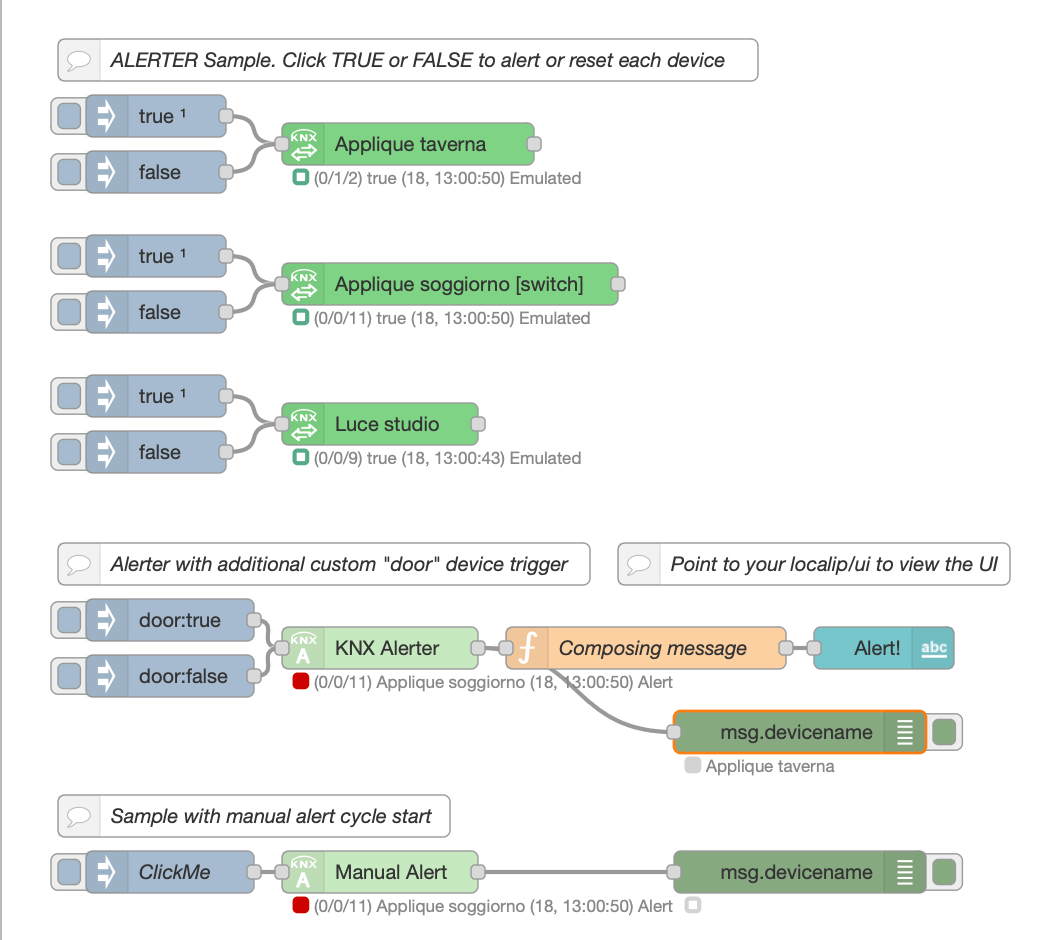 ALERTER Sample. Click TRUE or FALSE to alert or reset each device
true ¹
false
KNX
Applique taverna
(0/1/2) true (18, 13:00:50) Emulated
true ¹
false
KNX
Applique soggiorno [switch]
(0/0/11) true (18, 13:00:50) Emulated
true ¹
false
KNX
Luce studio
(0/0/9) true (18, 13:00:43) Emulated
Alerter with additional custom "door" device trigger
Point to your localip/ui to view the UI
door:true
door:false
KNX
A
KNX Alerter
(0/0/11) Applique soggiorno (18, 13:00:50) Alert
f
Composing message
Alert!
abc
msg.devicename
Applique taverna
Sample with manual alert cycle start
ClickMe
KNX
A
Manual Alert
(0/0/11) Applique soggiorno (18, 13:00:50) Alert
msg.devicename